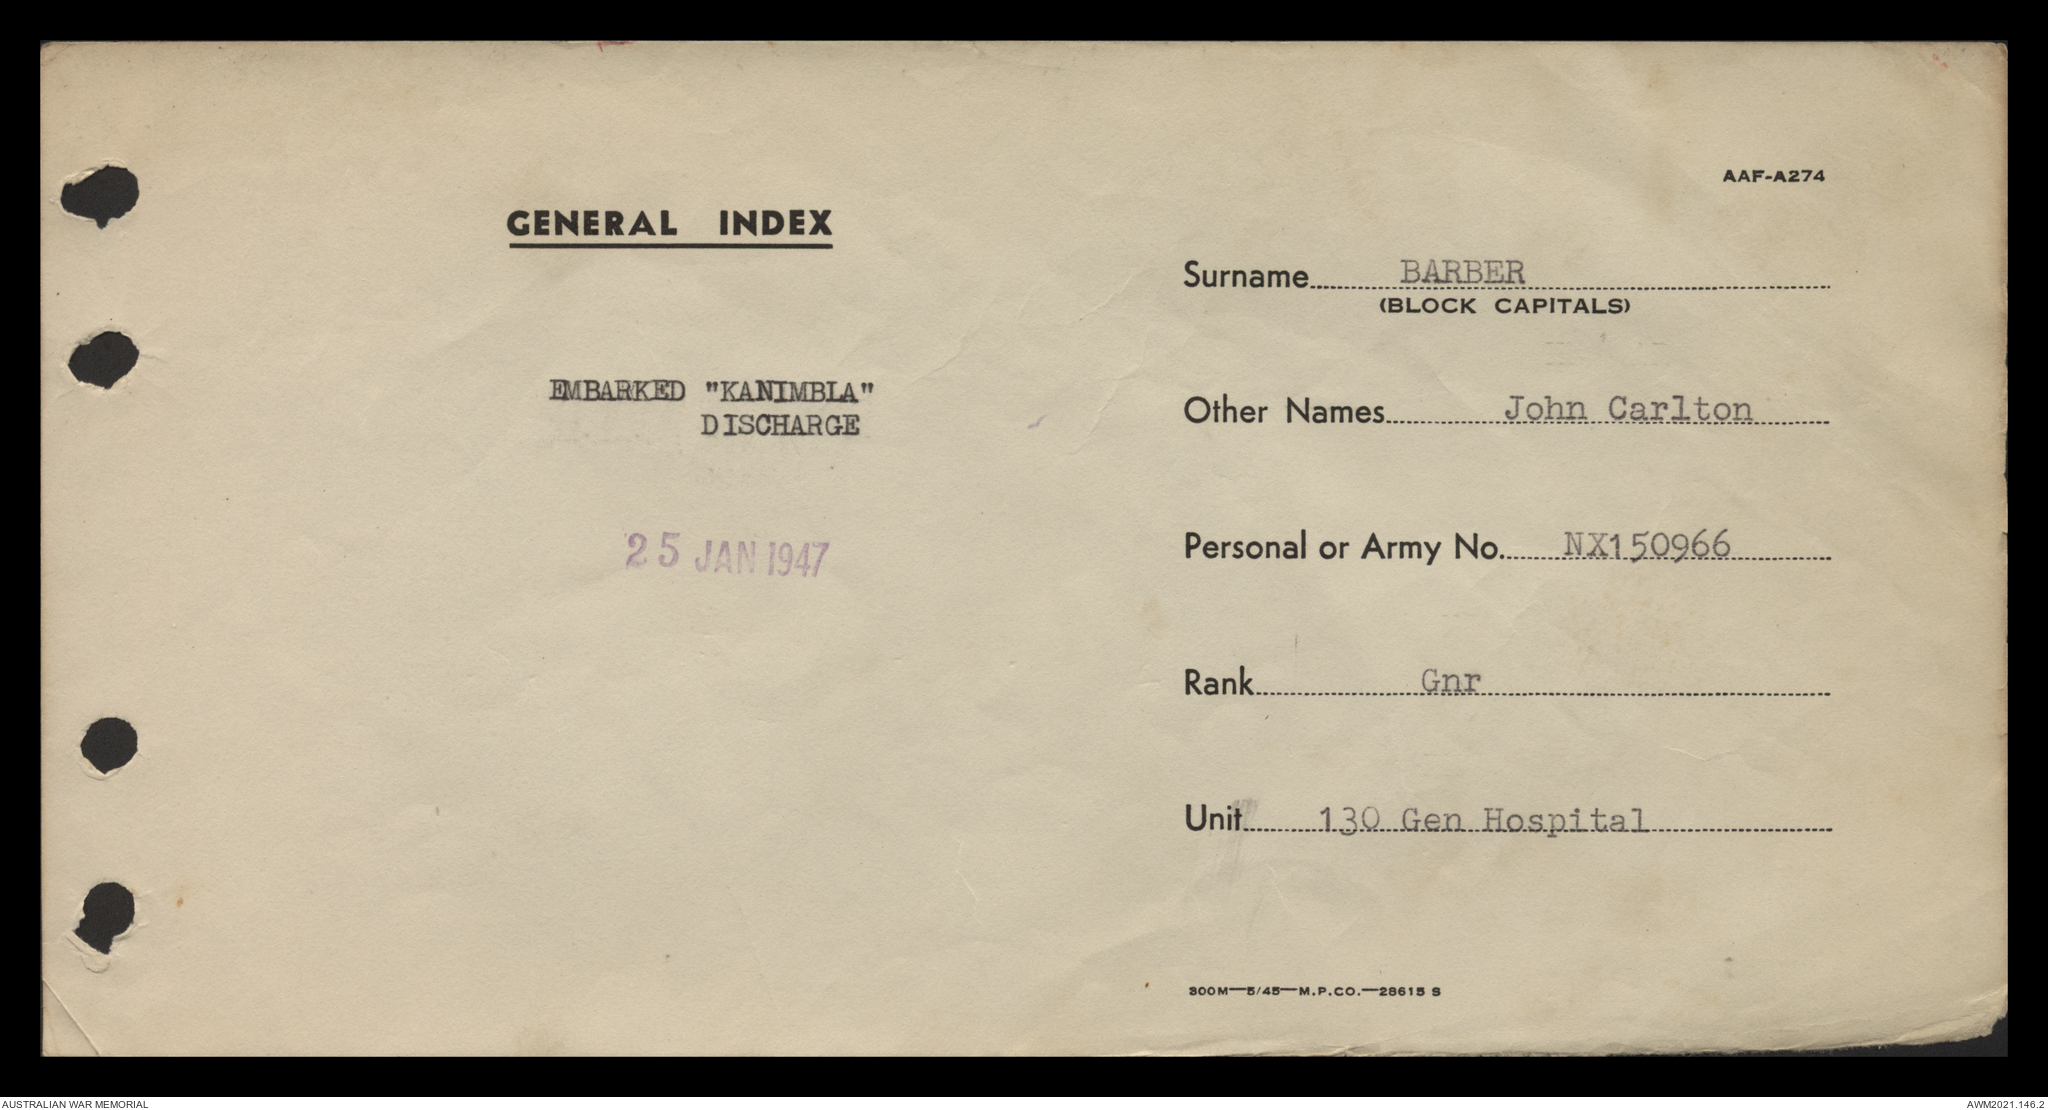 AAF-A274
GENERAL INDEX
Surname BARBER
(BLOCK CAPITALS)
EMBARKED "KANIMBLA"
DISCHARGE
Other Names John Carlton
25 JAN 1947
Personal or Army No. NX150966
Rank Gnr
Unit 130 Gen Hospital
300M—5/45—M.P.CO.—28615 S
AUSTRALIAN WAR MEMORIAL
AWM2021.146.2